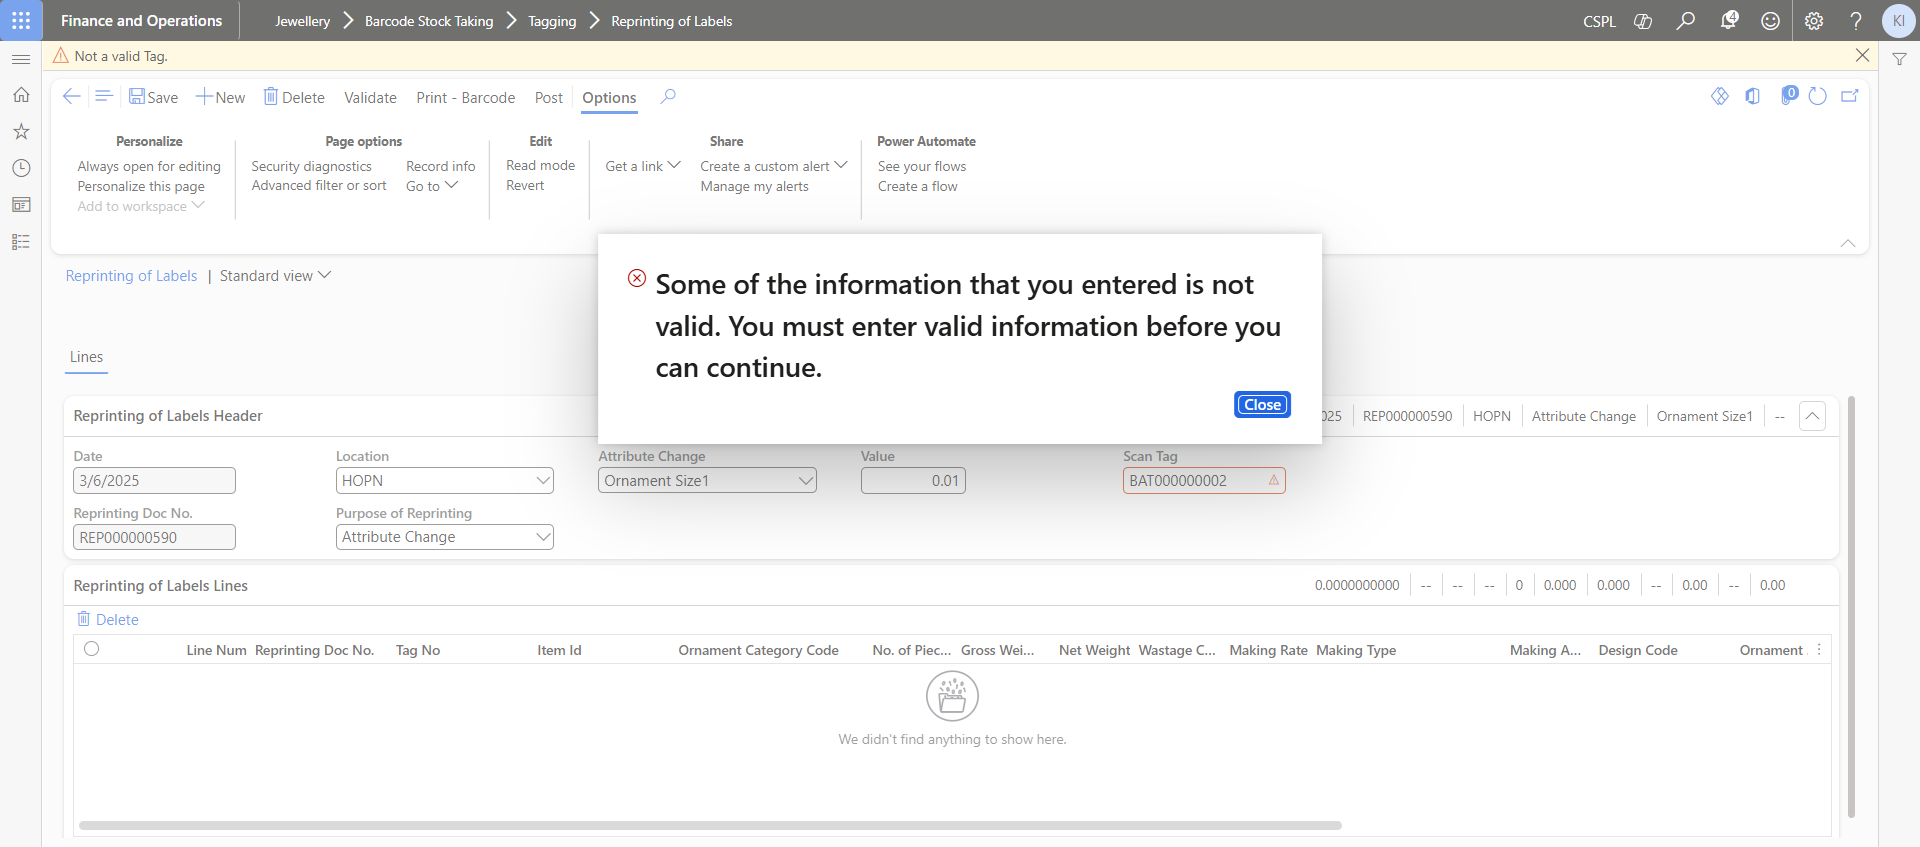 Finance and Operations
Jewellery
Barcode Stock Taking
Tagging
Reprinting of Labels
CSPL
4
KI
Not a valid Tag.
Save
New
Delete
Validate
Print - Barcode
Post
Options
0
Personalize
Always open for editing
Personalize this page
Add to workspace
Page options
Security diagnostics
Advanced filter or sort
Record info
Go to
Edit
Read mode
Revert
Share
Get a link
Create a custom alert
Manage my alerts
Power Automate
See your flows
Create a flow
Reprinting of Labels | Standard view
Some of the information that you entered is not
valid. You must enter valid information before you
can continue.
Close
Lines
Reprinting of Labels Header
025
REP000000590
HOPN
Attribute Change
Ornament Size1
--
Date
3/6/2025
Location
HOPN
Attribute Change
Ornament Size1
Value
0.01
Scan Tag
BAT000000002
Reprinting Doc No.
REP000000590
Purpose of Reprinting
Attribute Change
Reprinting of Labels Lines
0.0000000000
--
--
--
0
0.000
0.000
--
0.00
--
0.00
Delete
Line Num
Reprinting Doc No.
Tag No
Item Id
Ornament Category Code
No. of Piec...
Gross Wei...
Net Weight
Wastage C...
Making Rate
Making Type
Making A...
Design Code
Ornament
We didn't find anything to show here.